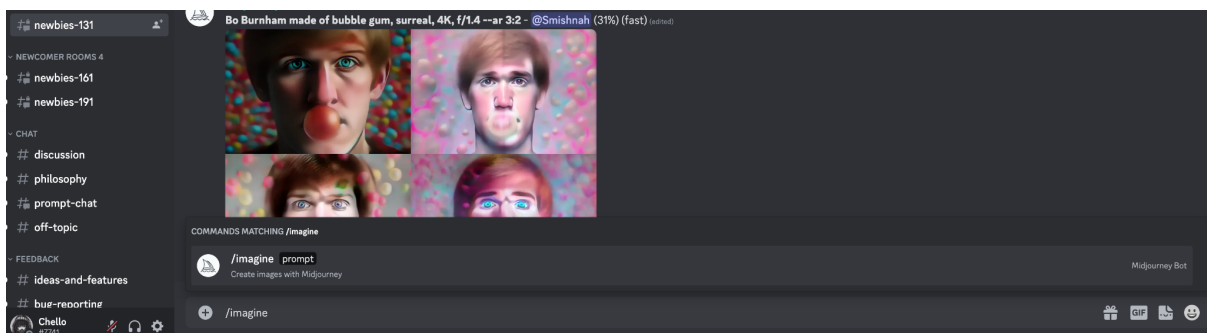 newbies-131
NEWCOMER ROOMS 4
newbies-161
newbies-191
CHAT
discussion
philosophy
prompt-chat
off-topic
FEEDBACK
ideas-and-features
bug-reporting
Chello
#7741
Bo Burnham made of bubble gum, surreal, 4K, f/1.4 --ar 3:2 - @Smishnah (31%) (fast) (edited)
COMMANDS MATCHING /imagine
/imagine prompt
Create images with Midjourney
Midjourney Bot
/imagine
GIF